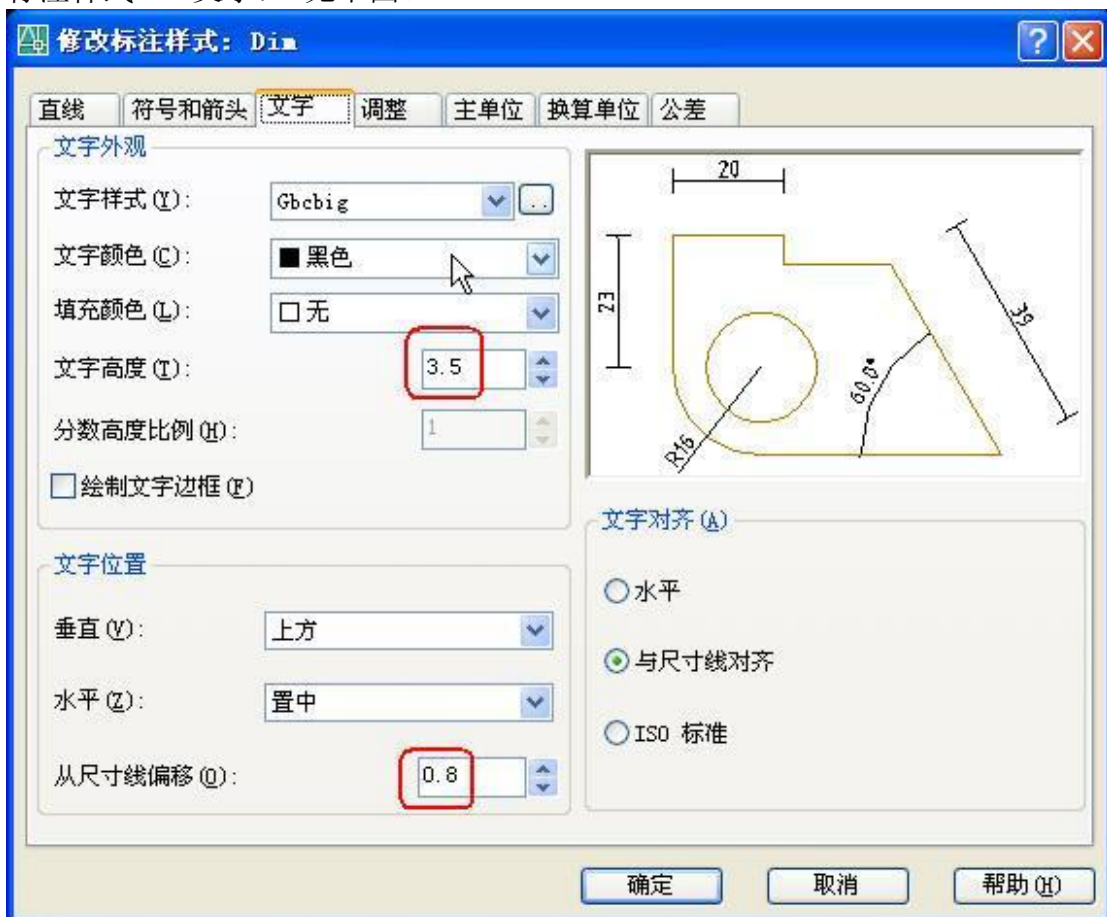 修改标注样式: Dim
直线 符号和箭头 文字 调整 主单位 换算单位 公差
文字外观
文字样式(Y): Gbcbig ..
文字颜色(C): 黑色
填充颜色(L): 无
文字高度(T): 3.5
分数高度比例(H): 1
绘制文字边框(F)
文字位置
垂直(V): 上方
水平(Z): 置中
从尺寸线偏移(O): 0.8
20
23
39
60.0°
R16
文字对齐(A)
水平
与尺寸线对齐
ISO 标准
确定 取消 帮助(H)